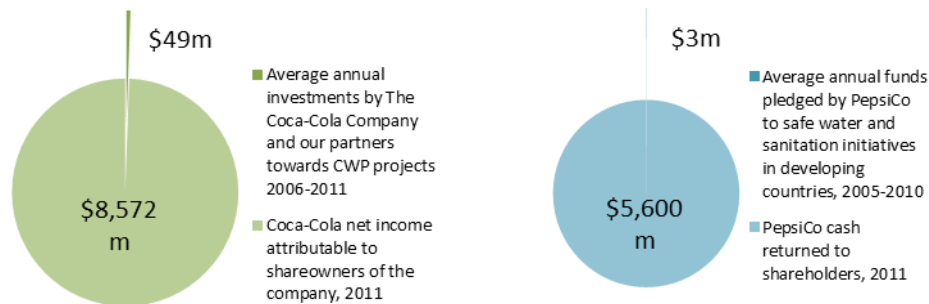 $49m
$8,572
m
Average annual
investments by The
Coca-Cola Company
and our partners
towards CWP projects
2006-2011
Coca-Cola net income
attributable to
shareowners of the
company, 2011
$3m
$5,600
m
Average annual funds
pledged by PepsiCo
to safe water and
sanitation initiatives
in developing
countries, 2005-2010
PepsiCo cash
returned to
shareholders, 2011